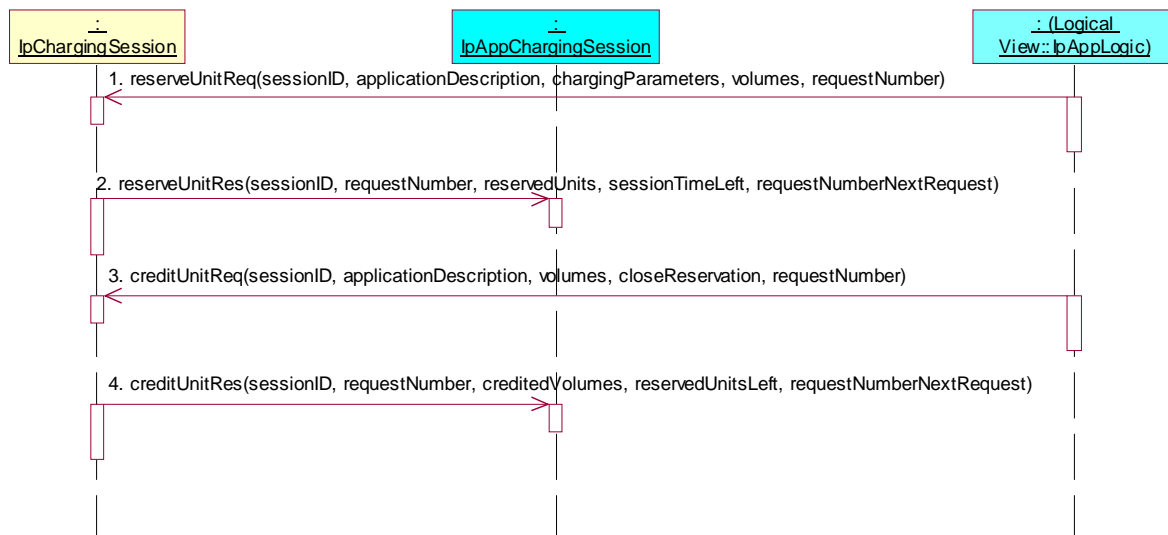 :
IpChargingSession
:
IpAppChargingSession
: (Logical
View::IpAppLogic)
1. reserveUnitReq(sessionID, applicationDescription, chargingParameters, volumes, requestNumber)
2. reserveUnitRes(sessionID, requestNumber, reservedUnits, sessionTimeLeft, requestNumberNextRequest)
3. creditUnitReq(sessionID, applicationDescription, volumes, closeReservation, requestNumber)
4. creditUnitRes(sessionID, requestNumber, creditedVolumes, reservedUnitsLeft, requestNumberNextRequest)